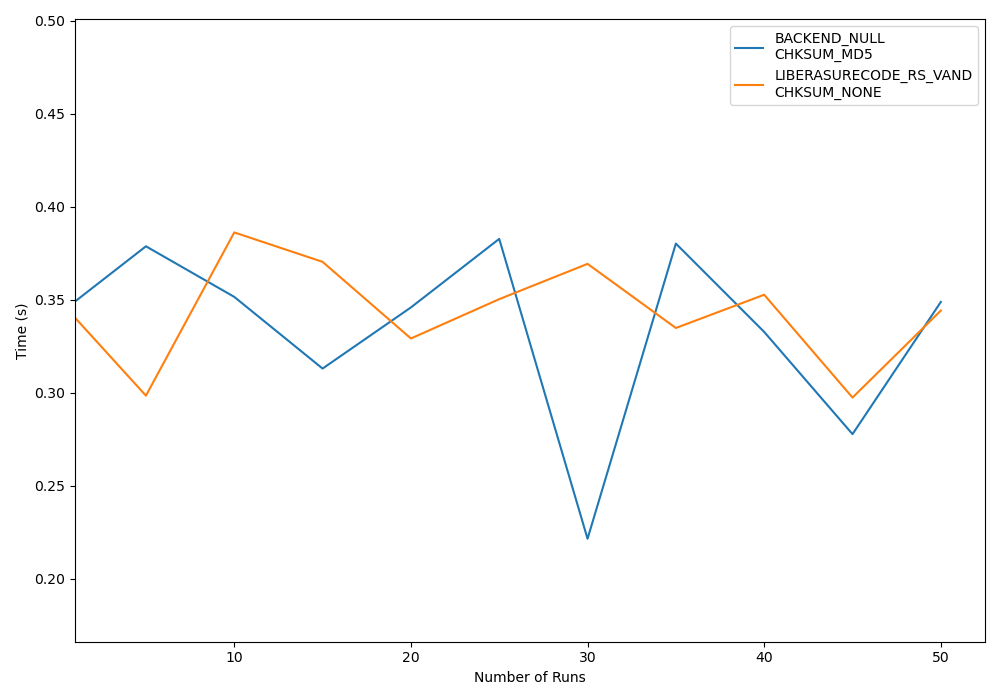 0.50
0.45
0.40
0.35
0.30
0.25
0.20
Time (s)
10
20
30
40
50
Number of Runs
BACKEND_NULL
CHKSUM_MD5
LIBERASURECODE_RS_VAND
CHKSUM_NONE